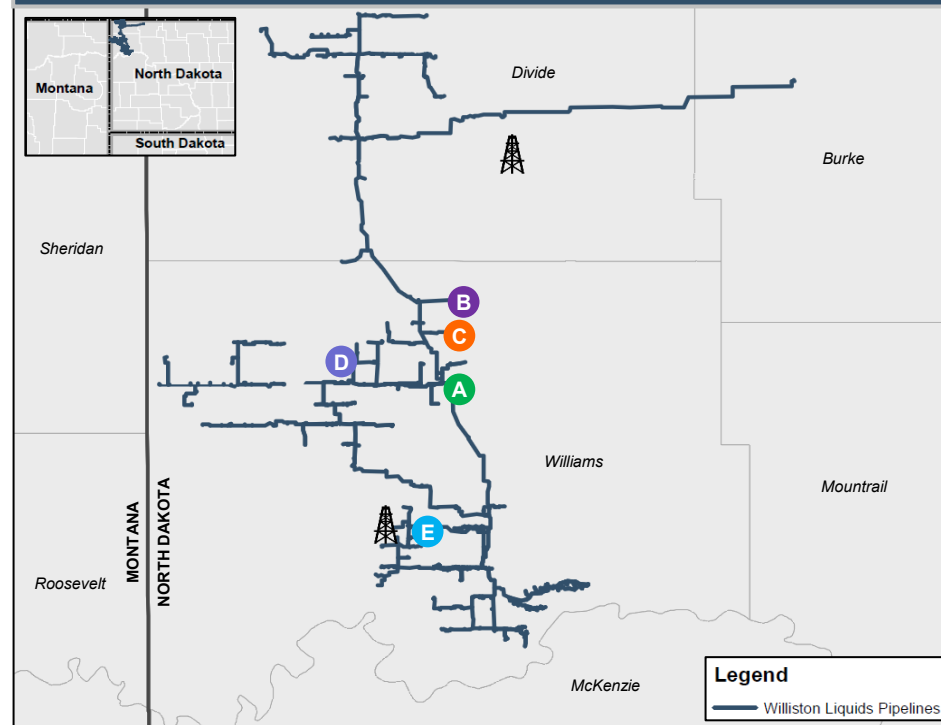 Montana
North Dakota
South Dakota
Divide
Burke
Sheridan
B
C
D
A
Williams
Mountrail
MONTANA
NORTH DAKOTA
E
Roosevelt
McKenzie
Legend
Williston Liquids Pipelines